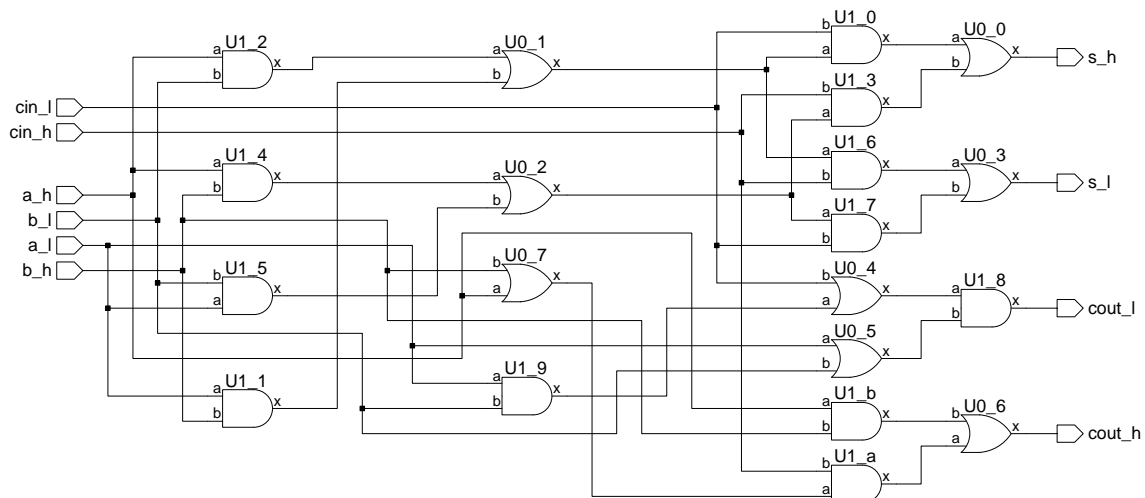 U1_0
b
x
a
U0_0
a
x
b
s_h
U1_2
a
x
b
U0_1
a
x
b
U1_3
b
x
a
cin_l
cin_h
U1_4
a
x
b
U0_2
a
x
b
U1_6
a
x
b
U0_3
a
x
b
s_l
a_h
b_l
a_l
b_h
U1_7
a
x
b
U1_5
b
x
a
U0_7
b
x
a
U0_4
b
x
a
U1_8
a
x
b
cout_l
U0_5
a
x
b
U1_1
a
x
b
U1_9
a
x
b
U1_b
a
x
b
U0_6
b
x
a
cout_h
U1_a
b
x
a